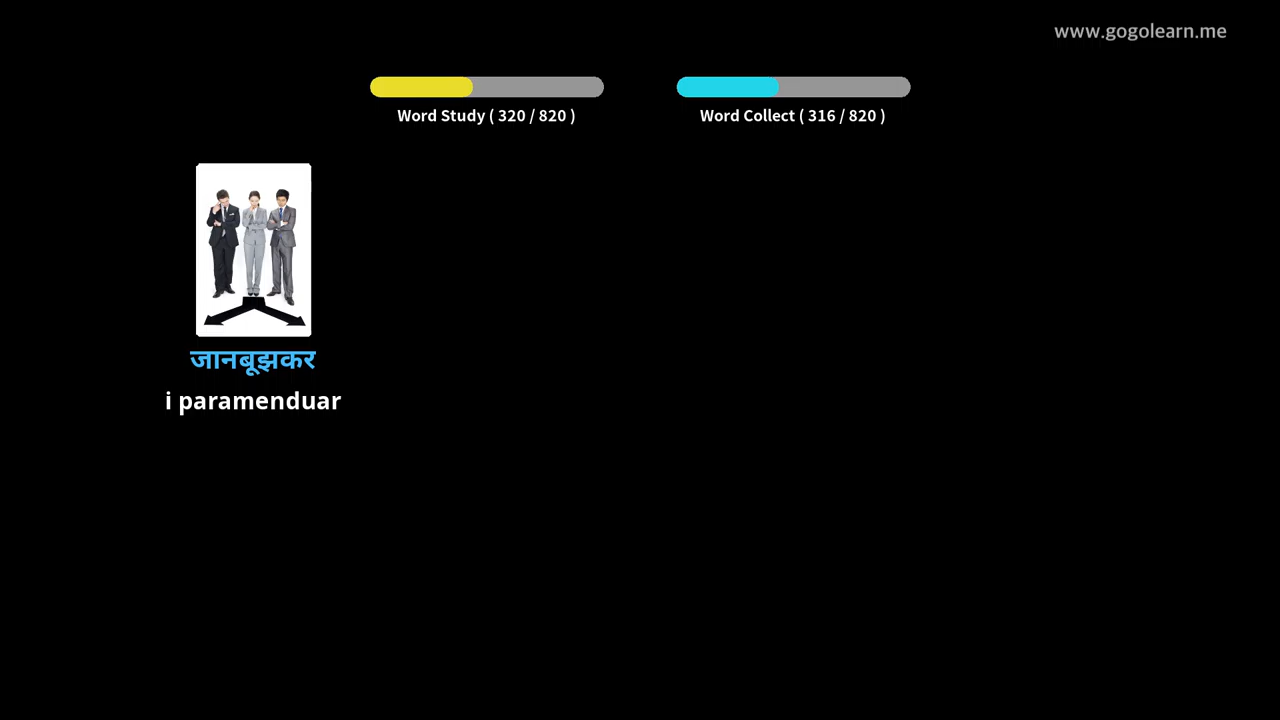 www.gogolearn.me
Word Study ( 320 / 820 )
Word Collect ( 316 / 820 )
जानबूझकर
i paramenduar